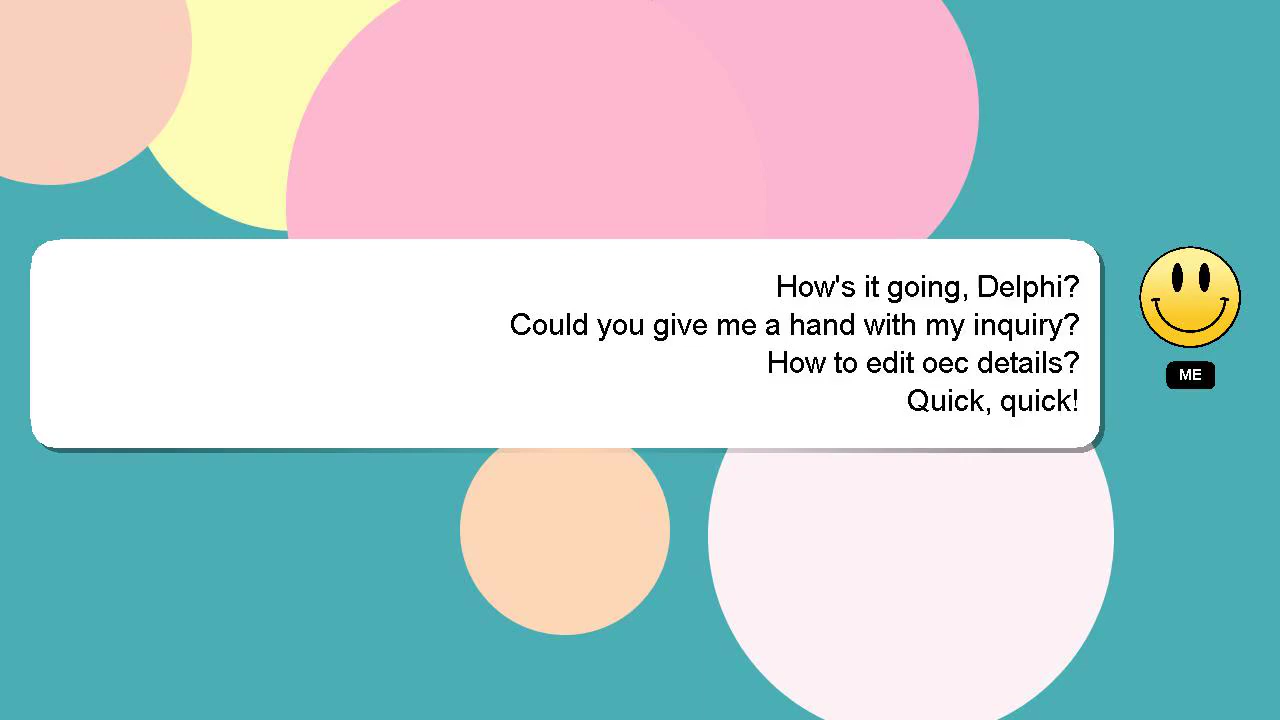 How's it going, Delphi?
Could you give me a hand with my inquiry?
How to edit oec details?
Quick, quick!
ME